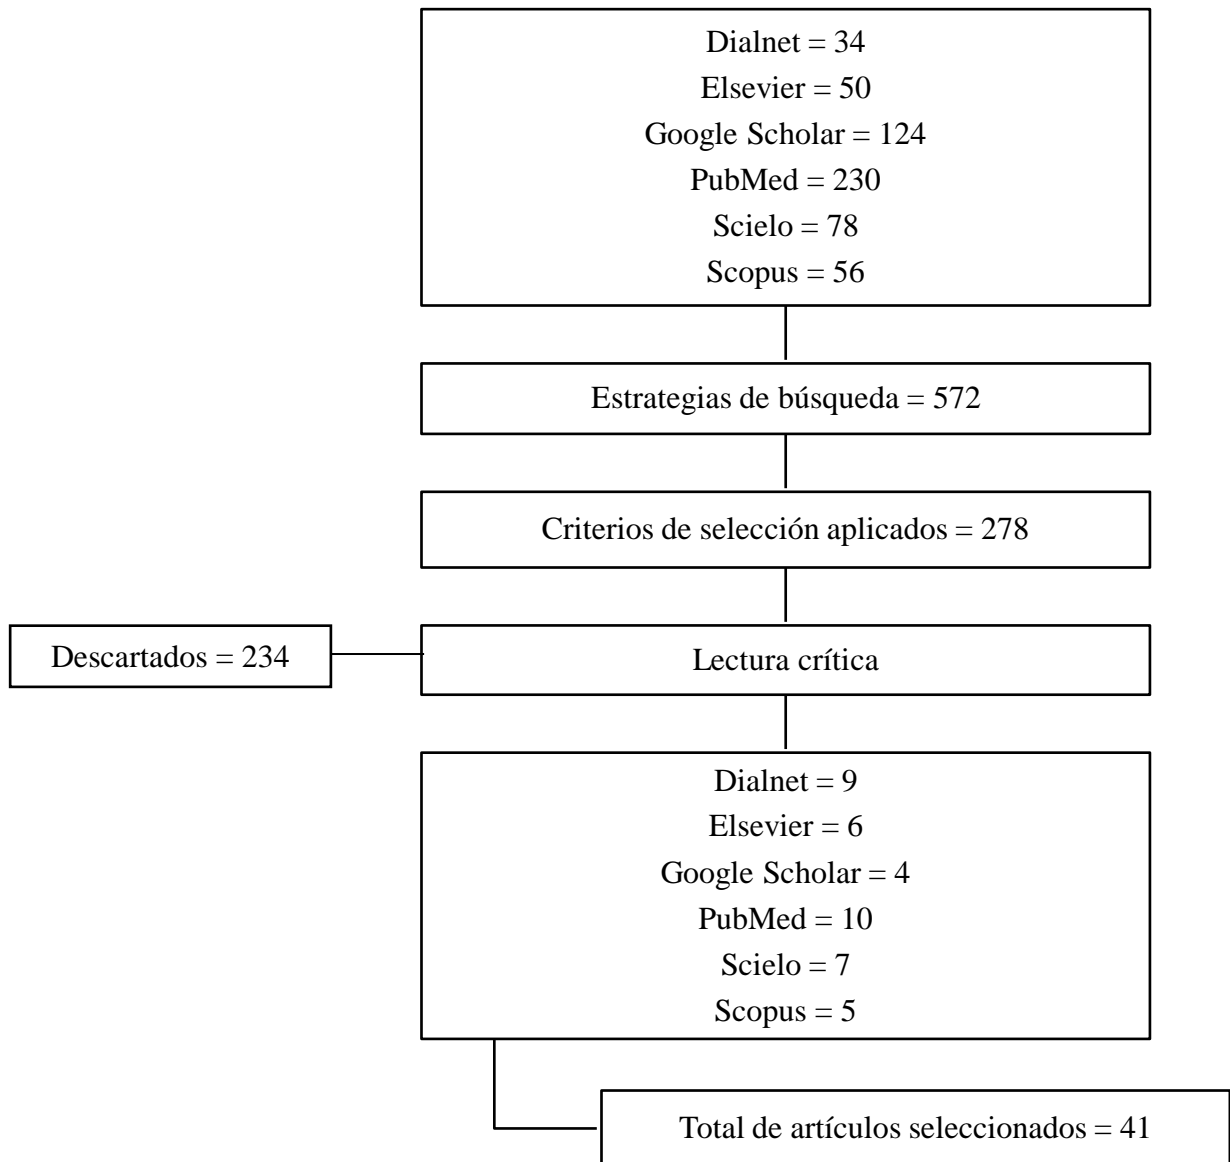 Dialnet = 34
Elsevier = 50
Google Scholar = 124
PubMed = 230
Scielo = 78
Scopus = 56
Estrategias de búsqueda = 572
Criterios de selección aplicados = 278
Descartados = 234
Lectura crítica
Dialnet = 9
Elsevier = 6
Google Scholar = 4
PubMed = 10
Scielo = 7
Scopus = 5
Total de artículos seleccionados = 41